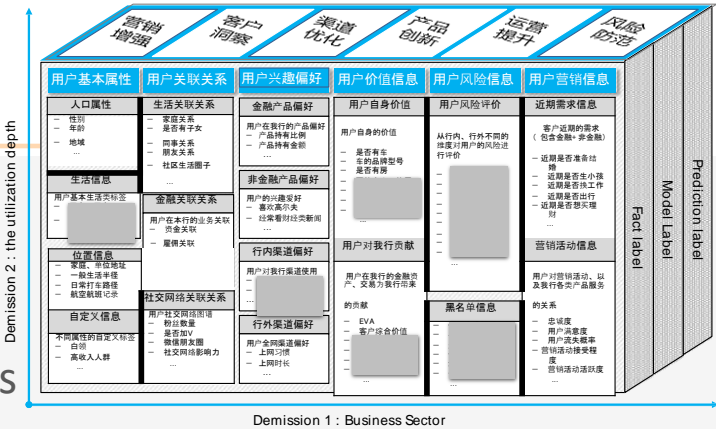 营销
增强
客户
洞察
渠道
优化
产品
创新
运营
提升
风险
防范
用户基本属性
用户关联关系
用户兴趣偏好
用户价值信息
用户风险信息
用户营销信息
人口属性
– 性别
– 年龄
– 地域
...
生活信息
用户基本生活类标签
–
–
–
位置信息
– 家庭、单位地址
– 一般生活半径
– 日常打车路径
– 航空航班记录
自定义信息
不同属性的自定义标签
– 白领
– 高收入人群
...
生活关联关系
– 家庭关系
– 是否有子女
– 同事关系
– 朋友关系
– 社区生活圈子
...
金融关联关系
用户在本行的业务关联
– 资金关联
– 雇佣关联
社交网络关联关系
用户社交网络图谱
– 粉丝数量
– 是否加V
– 微信朋友圈
– 社交网络影响力
...
金融产品偏好
用户在我行的产品偏好
– 产品持有比例
– 产品持有金额
...
非金融产品偏好
用户的兴趣爱好
– 喜欢高尔夫
– 经常看财经类新闻
行内渠道偏好
用户对我行渠道使用
行外渠道偏好
用户全网渠道偏好
– 上网习惯
– 上网时长
...
用户自身价值
用户自身的价值
– 是否有车
– 车的品牌型号
– 是否有房
–
–
–
...
用户对我行贡献
用户在我行的金融资
产、交易为我行带来
的贡献
– EVA
– 客户综合价值
–
–
–
...
用户风险评价
从行内、行外不同的
维度对用户的风险进
行评价
–
–
–
...
黑名单信息
–
–
–
...
近期需求信息
客户近期的需求
（包含金融+非金融）
– 近期是否准备结
婚
– 近期是否生小孩
– 近期是否找工作
– 近期是否出行
– 近期是否想买理
财
...
营销活动信息
用户对营销活动、以
及我行各类产品服务
的关系
– 忠诚度
– 用户满意度
– 用户流失概率
– 营销活动接受程
度
– 营销活动活跃度
...
Fact label
Model Label
Prediction label
Demission 2 : the utilization depth
s
Demission 1 : Business Sector